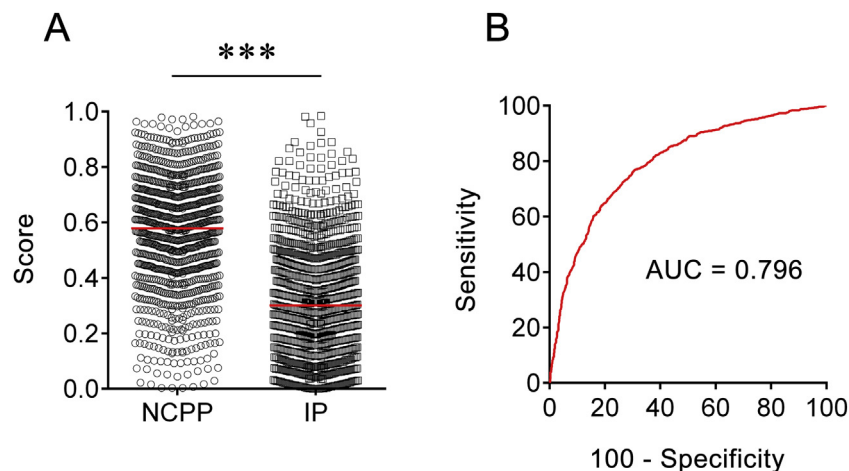 A
***
1.0
0.8
0.6
0.4
0.2
0.0
Score
NCPP
IP
B
100
80
60
40
20
0
Sensitivity
AUC = 0.796
0 20 40 60 80 100
100 - Specificity